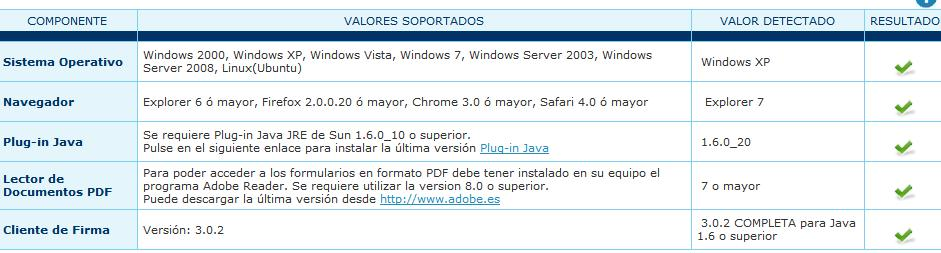 COMPONENTE VALORES SOPORTADOS VALOR DETECTADO RESULTADO
Sistema Operativo
Windows 2000, Windows XP, Windows Vista, Windows 7, Windows Server 2003, Windows
Server 2008, Linux(Ubuntu)
Windows XP
Navegador
Explorer 6 ó mayor, Firefox 2.0.0.20 ó mayor, Chrome 3.0 ó mayor, Safari 4.0 ó mayor
Explorer 7
Plug-in Java
Se requiere Plug-in Java JRE de Sun 1.6.0_10 o superior.
Pulse en el siguiente enlace para instalar la última versión Plug-in Java
1.6.0_20
Lector de
Documentos PDF
Para poder acceder a los formularios en formato PDF debe tener instalado en su equipo el
programa Adobe Reader. Se requiere utilizar la version 8.0 o superior.
Puede descargar la última versión desde http://www.adobe.es
7 o mayor
Cliente de Firma
Versión: 3.0.2
3.0.2 COMPLETA para Java
1.6 o superior